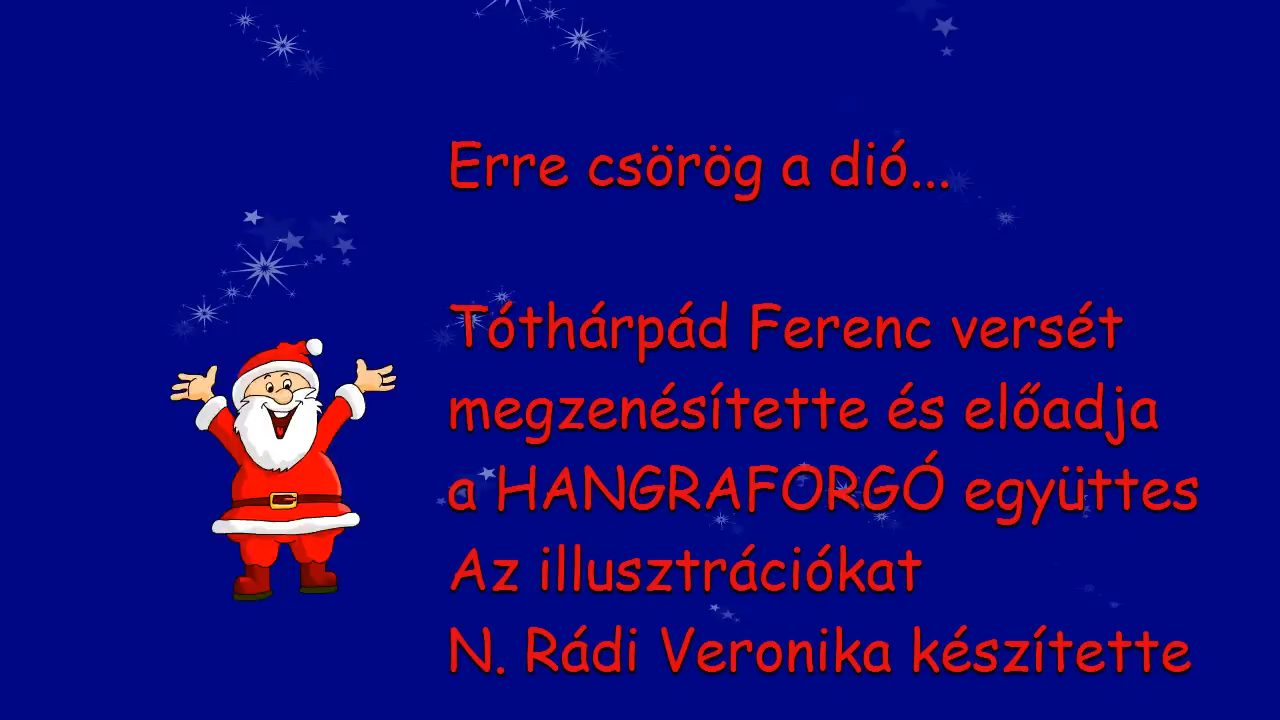 Erre csörög a dió...
Tóthárpád Ferenc versét
megzenésítette és előadja
a HANGRAFORGÓ együttes
Az illusztrációkat
N. Rádi Veronika készítette